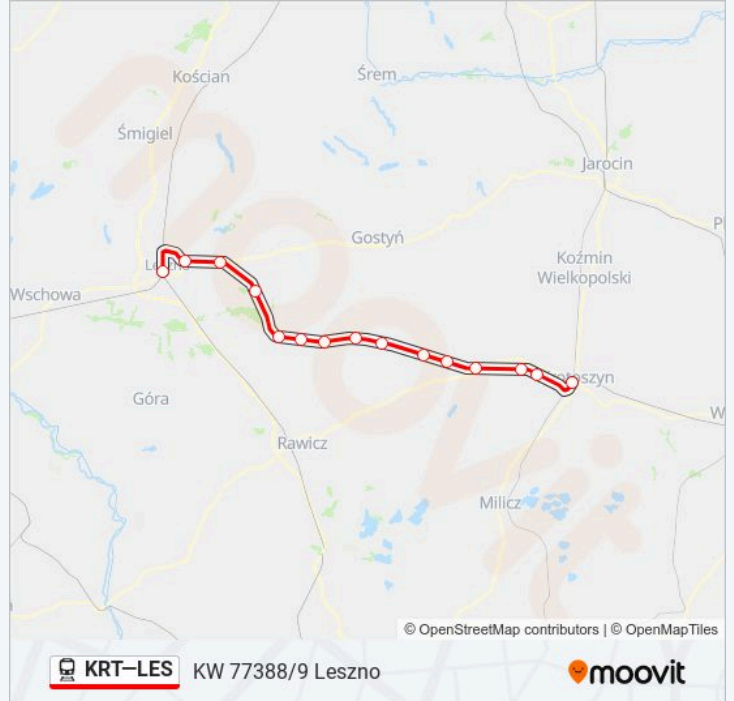 Kościan
Śrem
Śmigiel
Jarocin
Gostyń
Koźmin
Wielkopolski
Wschowa
Góra
Rawicz
Milicz
© OpenStreetMap contributors | © OpenMapTiles
KRT—LES
KW 77388/9 Leszno
moovit